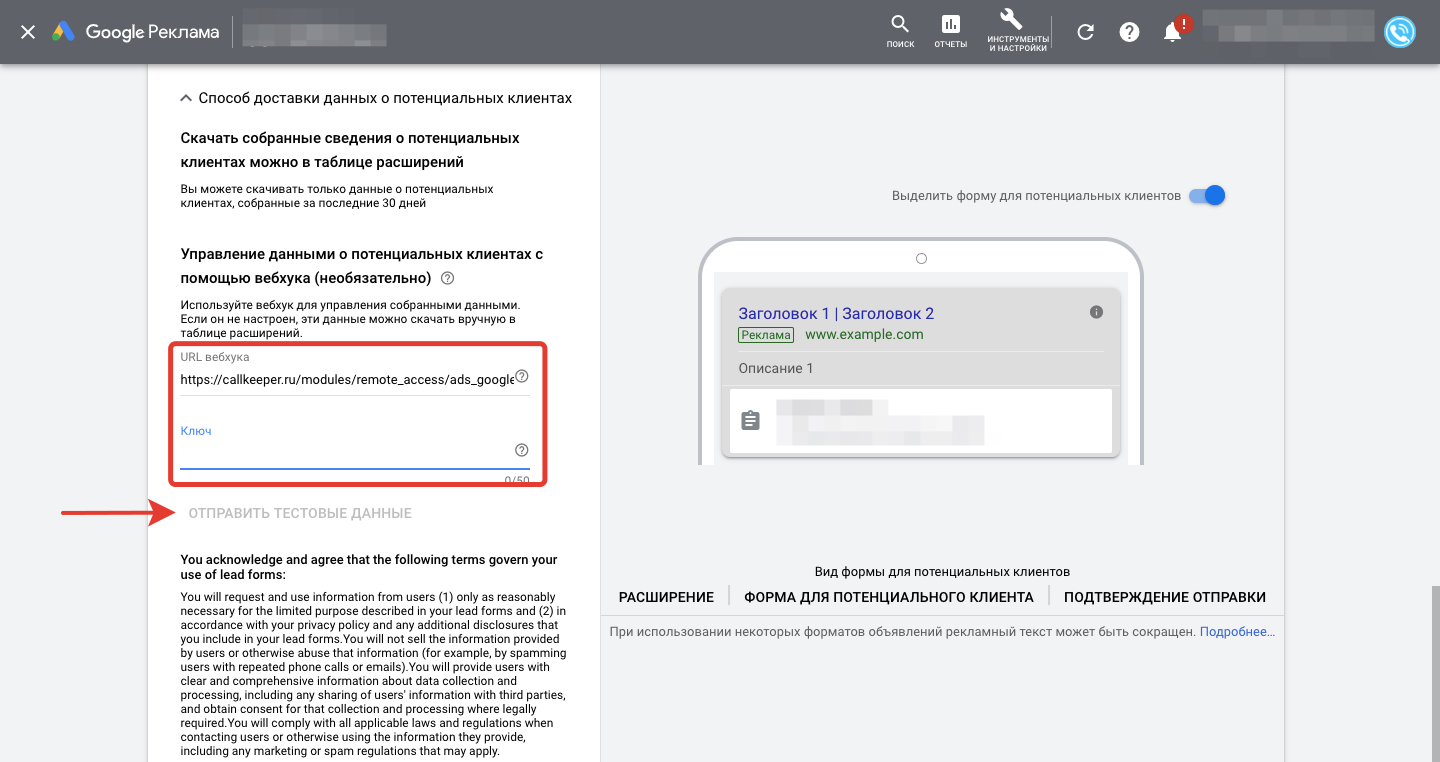 Google Реклама
ПОИСК
ОТЧЕТЫ
ИНСТРУМЕНТЫ
И НАСТРОЙКИ
!
Способ доставки данных о потенциальных клиентах
Скачать собранные сведения о потенциальных
клиентах можно в таблице расширений
Вы можете скачивать только данные о потенциальных
клиентах, собранные за последние 30 дней
Управление данными о потенциальных клиентах с
помощью вебхука (необязательно)
Используйте вебхук для управления собранными данными.
Если он не настроен, эти данные можно скачать вручную в
таблице расширений.
URL вебхука
https://callkeeper.ru/modules/remote_access/ads_google
Ключ
0/50
ОТПРАВИТЬ ТЕСТОВЫЕ ДАННЫЕ
You acknowledge and agree that the following terms govern your
use of lead forms:
You will request and use information from users (1) only as reasonably
necessary for the limited purpose described in your lead forms and (2) in
accordance with your privacy policy and any additional disclosures that
you include in your lead forms.You will not sell the information provided
by users or otherwise abuse that information (for example, by spamming
users with repeated phone calls or emails).You will provide users with
clear and comprehensive information about data collection and
processing, including any sharing of users' information with third parties,
and obtain consent for that collection and processing where legally
required.You will comply with all applicable laws and regulations when
contacting users or otherwise using the information they provide,
including any marketing or spam regulations that may apply.
Выделить форму для потенциальных клиентов
Заголовок 1 | Заголовок 2
Реклама www.example.com
Описание 1
Вид формы для потенциальных клиентов
РАСШИРЕНИЕ
ФОРМА ДЛЯ ПОТЕНЦИАЛЬНОГО КЛИЕНТА
ПОДТВЕРЖДЕНИЕ ОТПРАВКИ
При использовании некоторых форматов объявлений рекламный текст может быть сокращен. Подробнее…